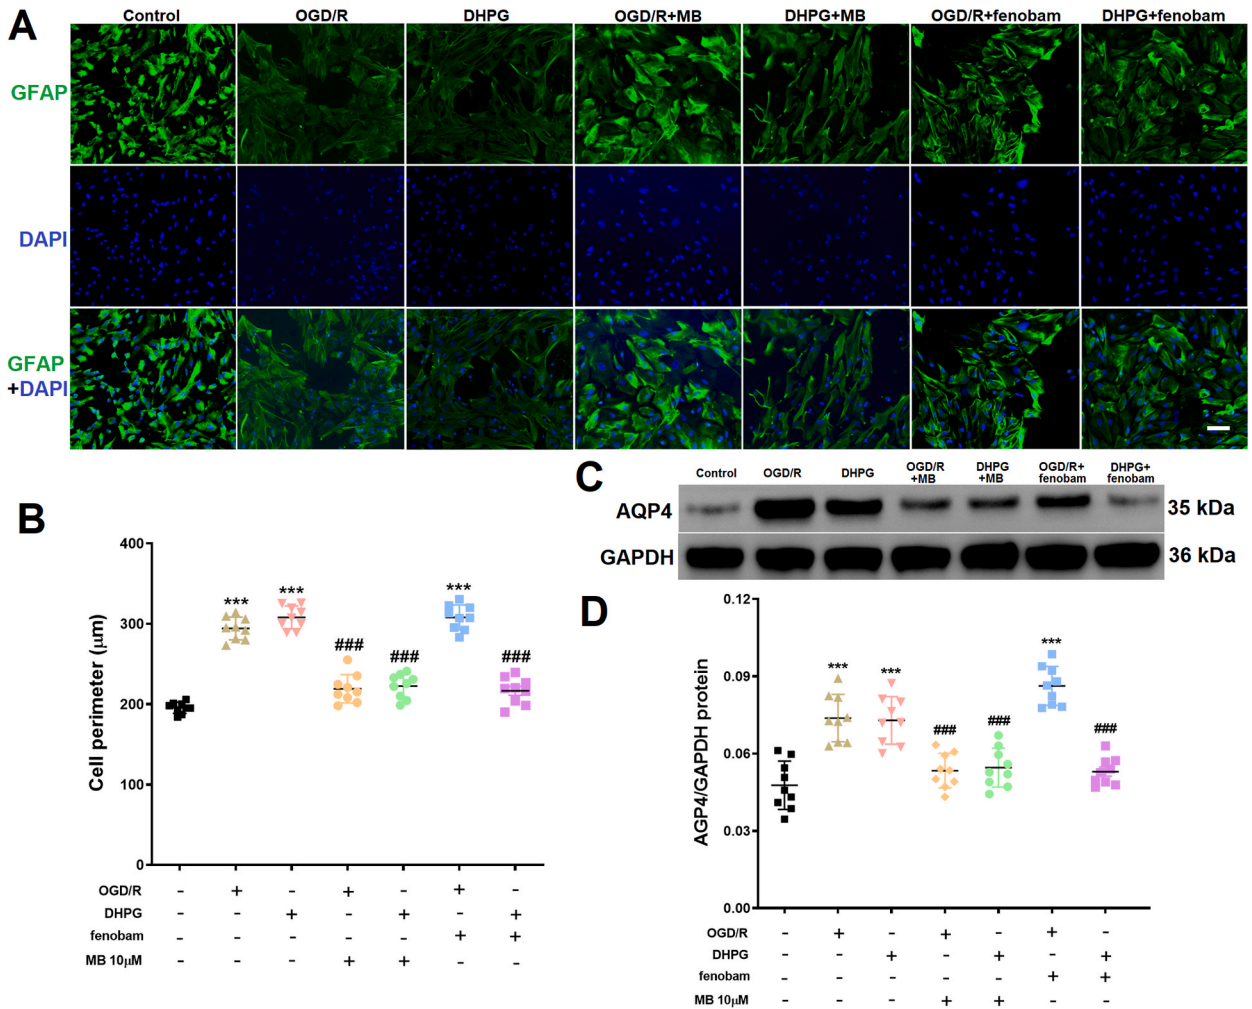 A
Control OGD/R DHPG OGD/R+MB DHPG+MB OGD/R+fenobam DHPG+fenobam
GFAP
DAPI
GFAP
+DAPI
C
Control OGD/R DHPG OGD/R DHPG OGD/R+ DHPG+
+MB +MB fenobam fenobam
AQP4 35 kDa
GAPDH 36 kDa
B
Cell perimeter (μm)
400
300
200
100
0
*** *** ### ### *** ###
OGD/R - + - + - + -
DHPG - - + - + - +
fenobam - - - - - + +
MB 10μM - - - + + - -
D
AGP4/GAPDH protein
0.12
0.09
0.06
0.03
0.00
*** *** ### ### *** ###
OGD/R - + - + - + -
DHPG - - + - + - +
fenobam - - - - - + +
MB 10μM - - - + + - -